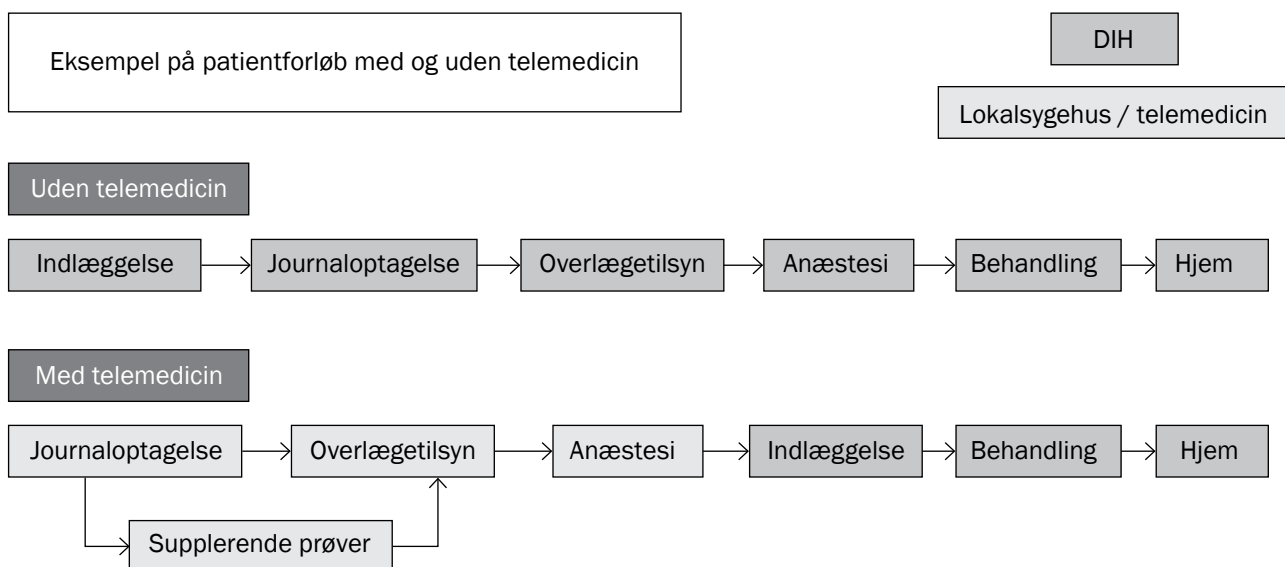 Eksempel på patientforløb med og uden telemedicin
DIH
Lokalsygehus / telemedicin
Uden telemedicin
Indlæggelse
Journaloptagelse
Overlægetilsyn
Anæstesi
Behandling
Hjem
Med telemedicin
Journaloptagelse
Overlægetilsyn
Anæstesi
Indlæggelse
Behandling
Hjem
Supplerende prøver